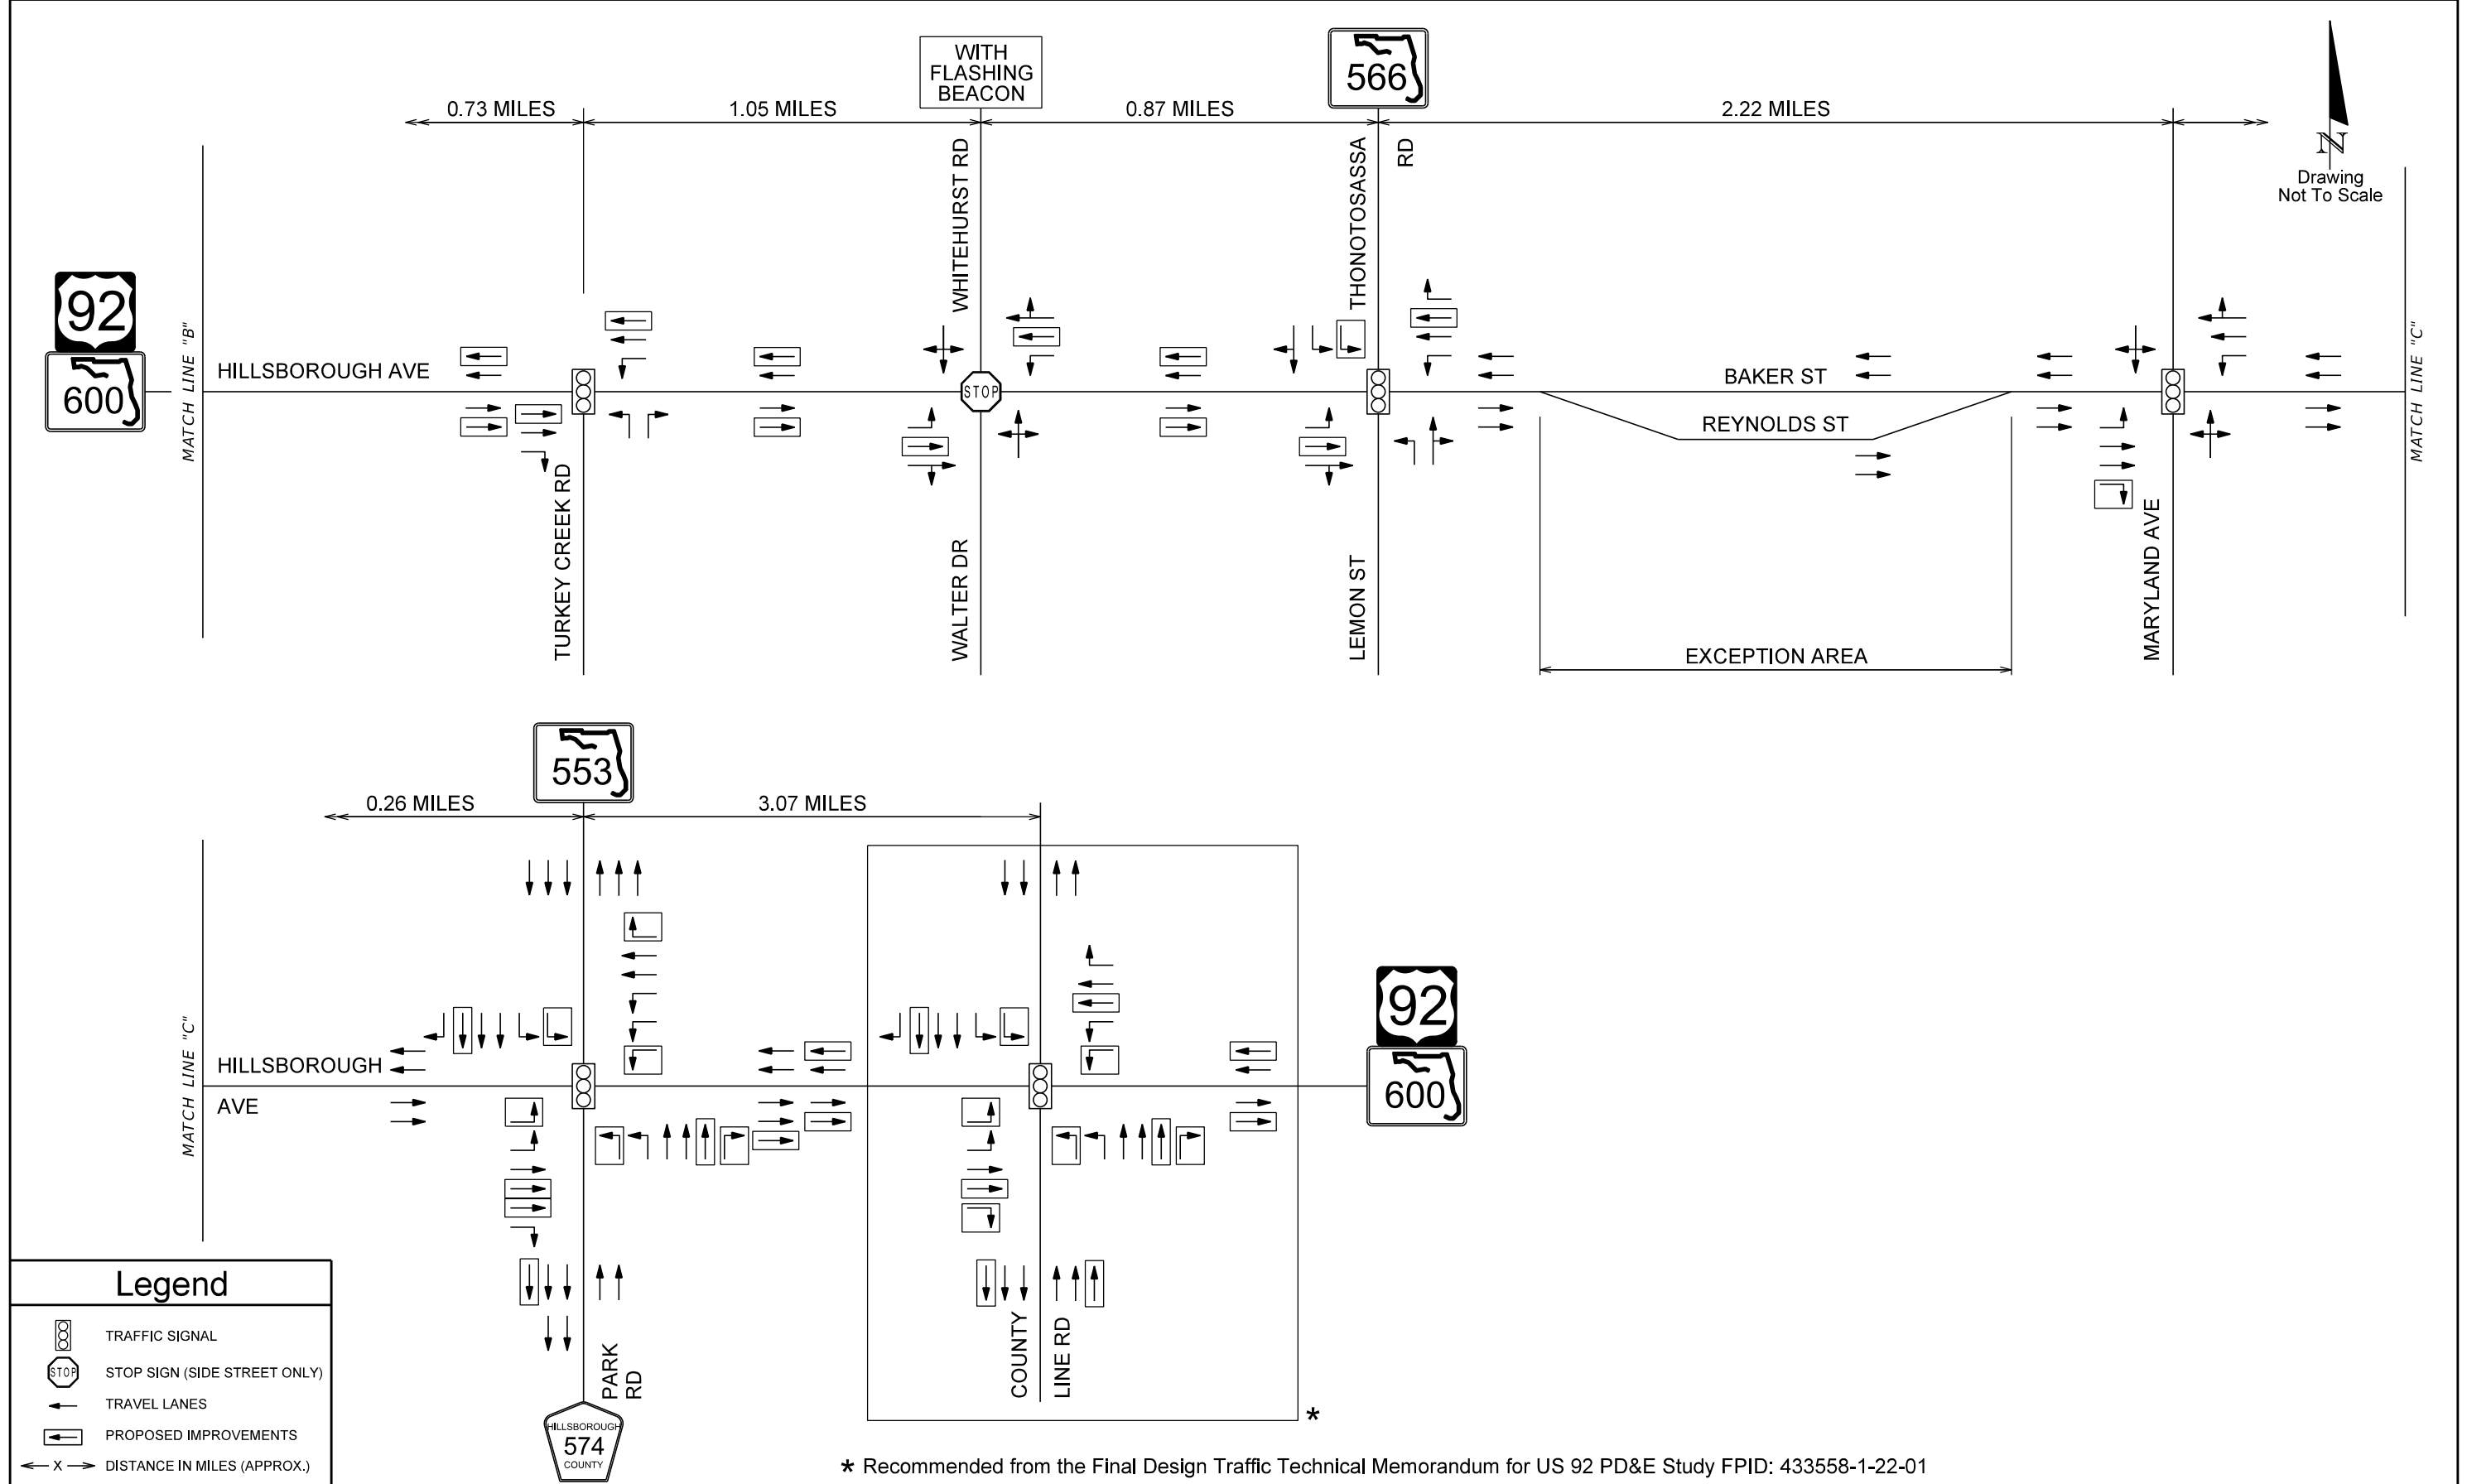 WITH
FLASHING
BEACON
566
0.73 MILES
1.05 MILES
0.87 MILES
2.22 MILES
N
Drawing
Not To Scale
WHITEHURST RD
THONOTOSASSA
RD
92
600
MATCH LINE "B"
HILLSBOROUGH AVE
STOP
BAKER ST
REYNOLDS ST
MATCH LINE "C"
TURKEY CREEK RD
WALTER DR
LEMON ST
EXCEPTION AREA
MARYLAND AVE
553
0.26 MILES
3.07 MILES
MATCH LINE "C"
HILLSBOROUGH
AVE
92
600
PARK
RD
COUNTY
LINE RD
HILLSBOROUGH
574
COUNTY
*
Legend
TRAFFIC SIGNAL
STOP
STOP SIGN (SIDE STREET ONLY)
TRAVEL LANES
PROPOSED IMPROVEMENTS
X
DISTANCE IN MILES (APPROX.)
* Recommended from the Final Design Traffic Technical Memorandum for US 92 PD&E Study FPID: 433558-1-22-01